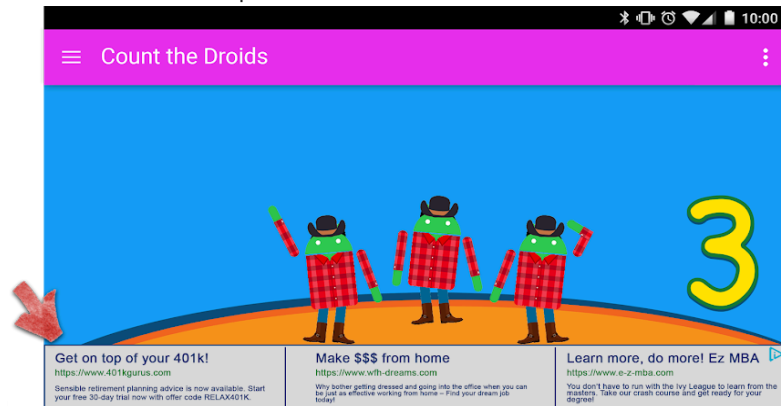 10:00
Count the Droids
3
Get on top of your 401k!
https://www.401kgurus.com
Sensible retirement planning advice is now available. Start
your free 30-day trial now with offer code RELAX401K.
Make $$$ from home
https://www.wfh-dreams.com
Why bother getting dressed and going into the office when you can
be just as effective working from home – Find your dream job
today!
Learn more, do more! Ez MBA
https://www.e-z-mba.com
You don't have to run with the Ivy League to learn from the
masters. Take our crash course and get ready for your
degree!